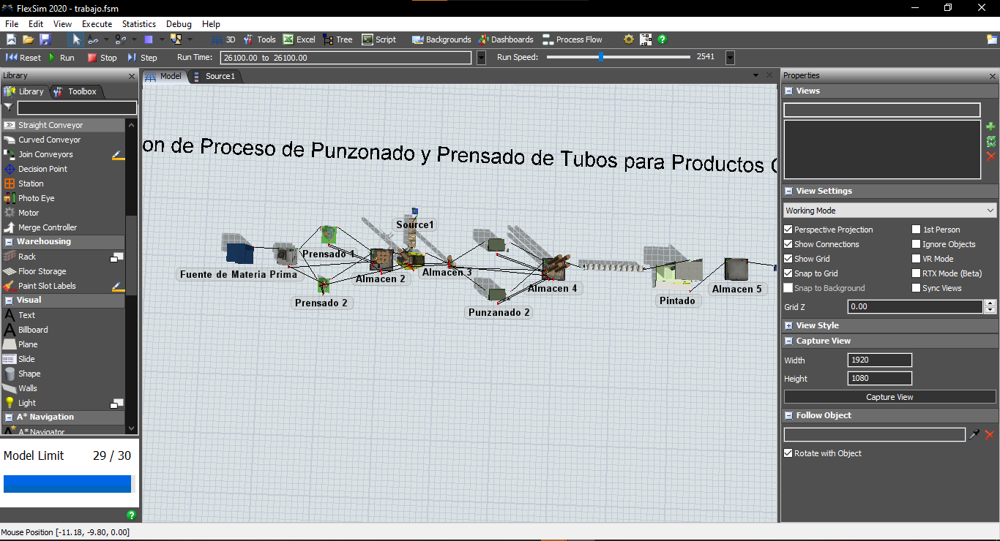 FlexSim 2020 - trabajo.fsm
File Edit View Execute Statistics Debug Help
3D Tools Excel Tree Script Backgrounds Dashboards Process Flow
Reset Run Stop Step Run Time: 26100.00 to 26100.00 Run Speed: 2541
Library
Library Toolbox
Straight Conveyor
Curved Conveyor
Join Conveyors
Decision Point
Station
Photo Eye
Motor
Merge Controller
Warehousing
Rack
Floor Storage
Paint Slot Labels
Visual
Text
Billboard
Plane
Slide
Shape
Walls
Light
A* Navigation
A* Navigator
Model Limit 29 / 30
Model Source1
on de Proceso de Punzonado y Prensado de Tubos para Productos
Source1
Prensado 1
Fuente de Materia Prima
Almacen 2
Almacen 3
Prensado 2
Almacen 4
Punzanado 2
Pintado
Almacen 5
Properties
Views
View Settings
Working Mode
Perspective Projection 1st Person
Show Connections Ignore Objects
Show Grid VR Mode
Snap to Grid RTX Mode (Beta)
Snap to Background Sync Views
Grid Z 0.00
View Style
Capture View
Width 1920
Height 1080
Capture View
Follow Object
Rotate with Object
Mouse Position [-11.18, -9.80, 0.00]